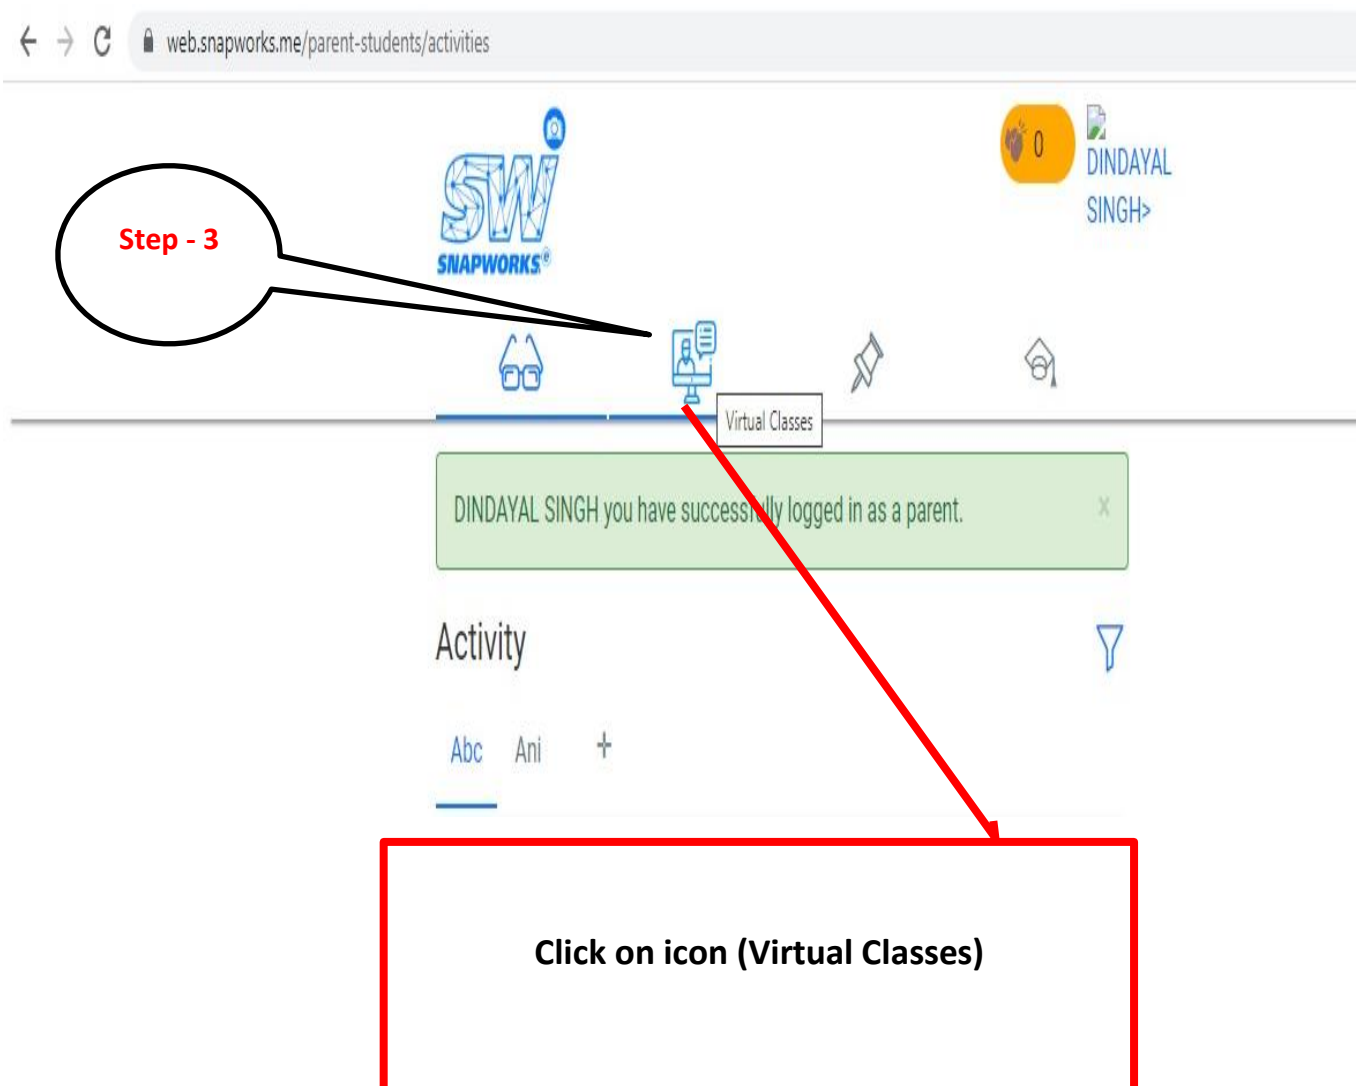 web.snapworks.me/parent-students/activities
SW
SNAPWORKS
0
DINDAYAL
SINGH>
Step - 3
Virtual Classes
DINDAYAL SINGH you have successfully logged in as a parent.
x
Activity
Abc Ani +
Click on icon (Virtual Classes)